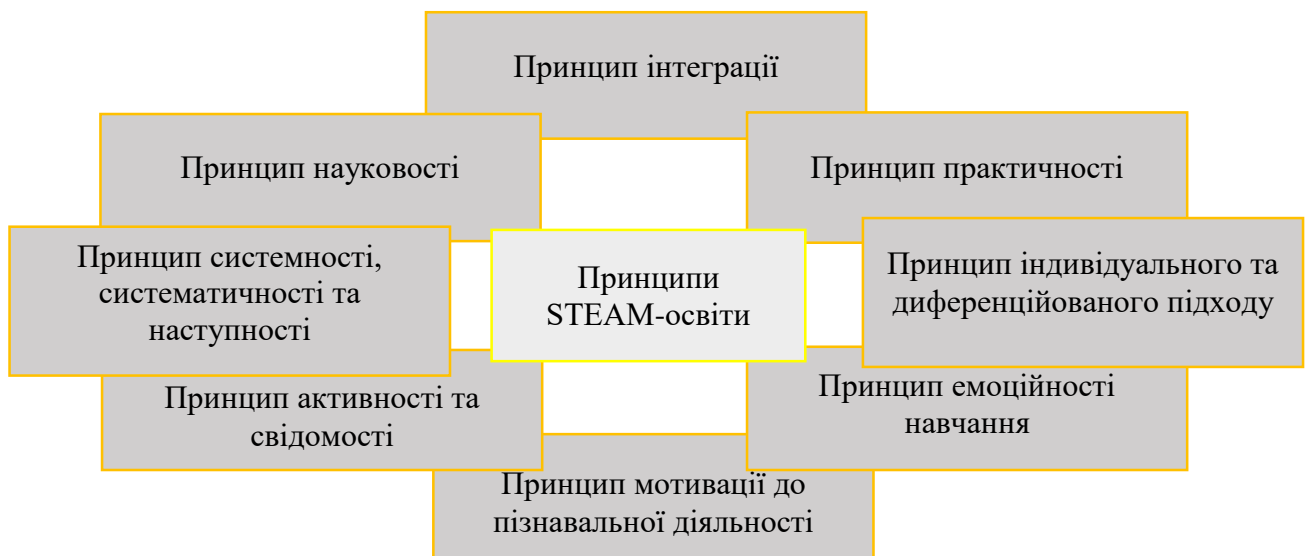 Принцип інтеграції
Принцип науковості
Принцип практичності
Принцип системності,
систематичності та
наступності
Принципи
STEAM-освіти
Принцип індивідуального та
диференційованого підходу
Принцип активності та
свідомості
Принцип емоційності
навчання
Принцип мотивації до
пізнавальної діяльності